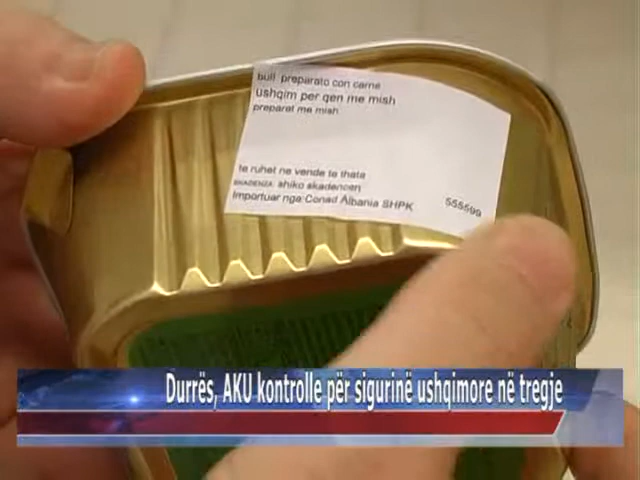 bull preparato con carne
Ushqim per qen me mish
preparat me mish
te ruhet ne vende te thata
SKADENZA: shiko skadencen
Importuar nga:Conad Albania SHPK
555599
Durrës, AKU kontrolle për sigurinë ushqimore në tregje